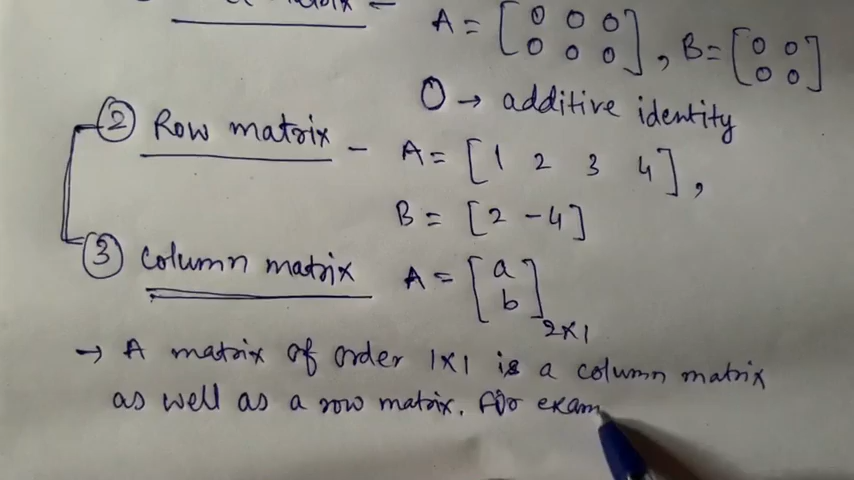 A = [0 0 0
0 0 0], B = [0 0
0 0]
O → additive identity
② Row matrix – A = [1 2 3 4],
B = [2 -4]
③ Column matrix A = [a
b] 2×1
→ A matrix of order 1×1 is a column matrix
as well as a row matrix. For exam